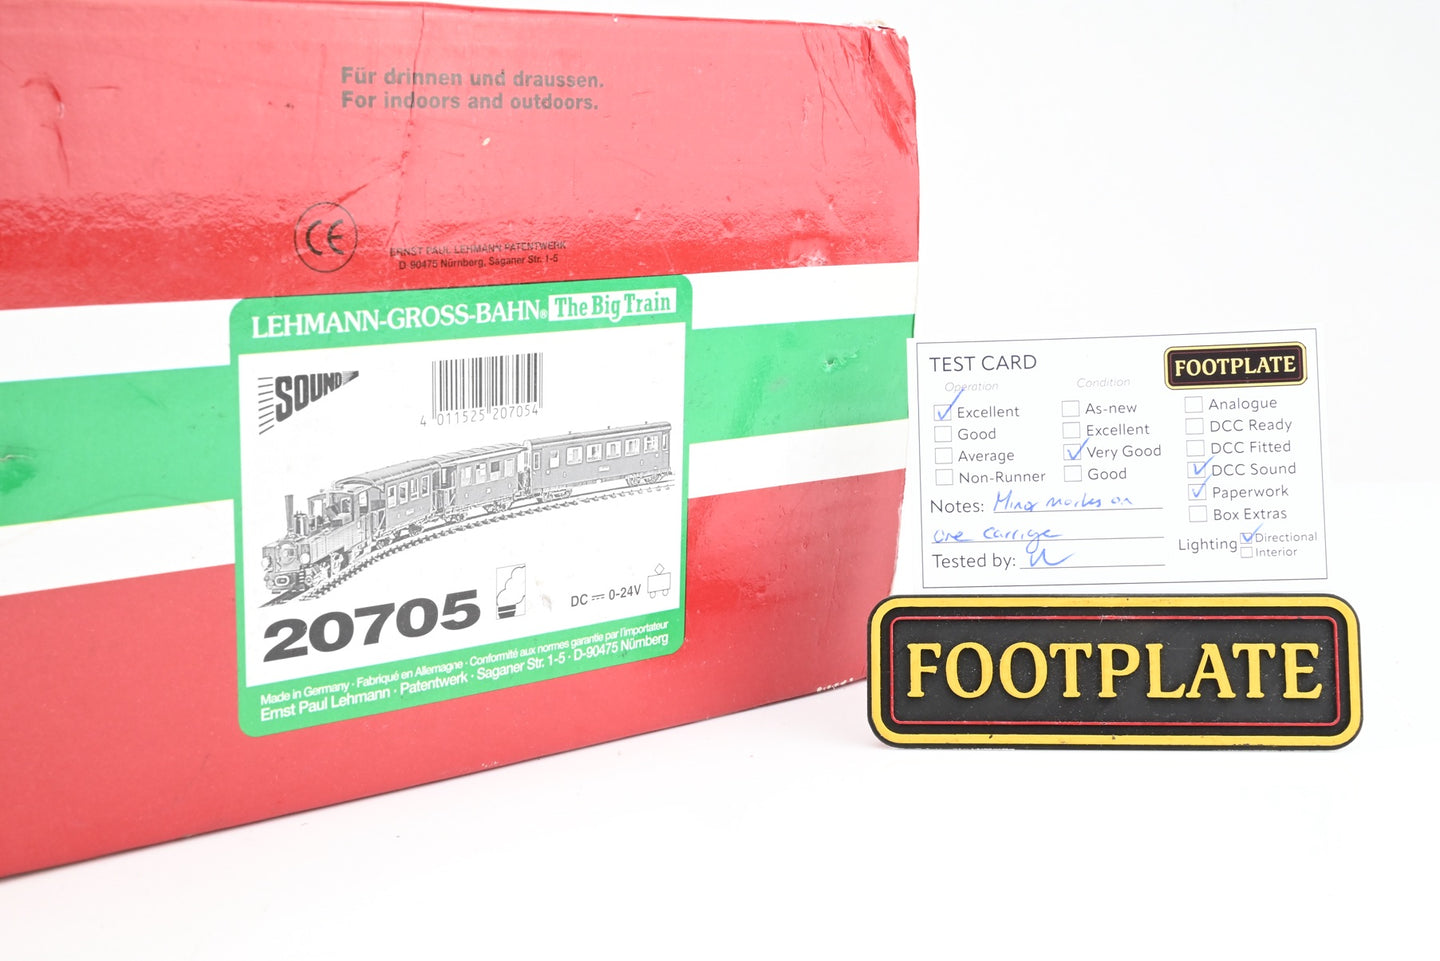 Für drinnen und draussen.
For indoors and outdoors.
CE
ERNST PAUL LEHMANN PATENTWERK
D-90475 Nürnberg, Saganer Str. 1-5
LEHMANN-GROSS-BAHN® The Big Train
SOUND
4 011525 207054
20705
DC 0-24V
Made in Germany · Fabriqué en Allemagne · Conformité aux normes garantie par l'importateur
Ernst Paul Lehmann · Patentwerk · Saganer Str. 1-5 · D-90475 Nürnberg
TEST CARD
FOOTPLATE
Operation
Excellent
Good
Average
Non-Runner
Condition
As-new
Excellent
Very Good
Good
Analogue
DCC Ready
DCC Fitted
DCC Sound
Paperwork
Box Extras
Notes: Minor marks on
one carrige
Lighting Directional
Interior
Tested by:
FOOTPLATE